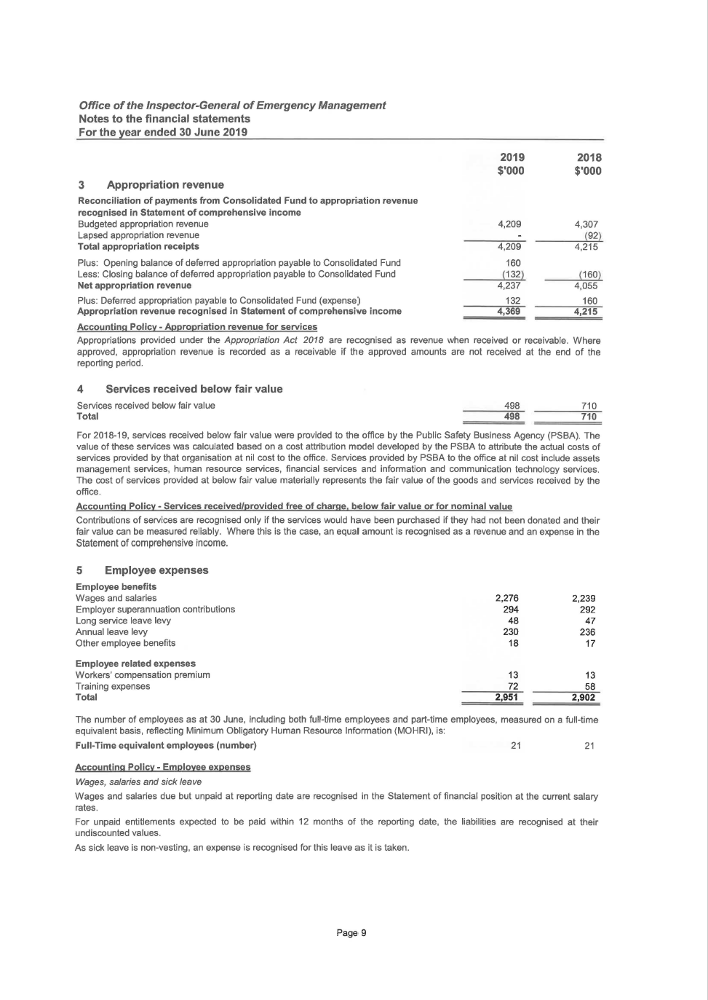 Office of the Inspector-General of Emergency Management
Notes to the financial statements
For the year ended 30 June 2019
2019 2018
$'000 $'000
3 Appropriation revenue
Reconciliation of payments from Consolidated Fund to appropriation revenue
recognised in Statement of comprehensive income
Budgeted appropriation revenue 4,209 4,307
Lapsed appropriation revenue - (92)
Total appropriation receipts 4,209 4,215
Plus: Opening balance of deferred appropriation payable to Consolidated Fund 160
Less: Closing balance of deferred appropriation payable to Consolidated Fund (132) (160)
Net appropriation revenue 4,237 4,055
Plus: Deferred appropriation payable to Consolidated Fund (expense) 132 160
Appropriation revenue recognised in Statement of comprehensive income 4,369 4,215
Accounting Policy - Appropriation revenue for services
Appropriations provided under the Appropriation Act 2018 are recognised as revenue when received or receivable. Where
approved, appropriation revenue is recorded as a receivable if the approved amounts are not received at the end of the
reporting period.
4 Services received below fair value
Services received below fair value 498 710
Total 498 710
For 2018-19, services received below fair value were provided to the office by the Public Safety Business Agency (PSBA). The
value of these services was calculated based on a cost attribution model developed by the PSBA to attribute the actual costs of
services provided by that organisation at nil cost to the office. Services provided by PSBA to the office at nil cost include assets
management services, human resource services, financial services and information and communication technology services.
The cost of services provided at below fair value materially represents the fair value of the goods and services received by the
office.
Accounting Policy - Services received/provided free of charge, below fair value or for nominal value
Contributions of services are recognised only if the services would have been purchased if they had not been donated and their
fair value can be measured reliably. Where this is the case, an equal amount is recognised as a revenue and an expense in the
Statement of comprehensive income.
5 Employee expenses
Employee benefits
Wages and salaries 2,276 2,239
Employer superannuation contributions 294 292
Long service leave levy 48 47
Annual leave levy 230 236
Other employee benefits 18 17
Employee related expenses
Workers' compensation premium 13 13
Training expenses 72 58
Total 2,951 2,902
The number of employees as at 30 June, including both full-time employees and part-time employees, measured on a full-time
equivalent basis, reflecting Minimum Obligatory Human Resource Information (MOHRI), is:
Full-Time equivalent employees (number) 21 21
Accounting Policy - Employee expenses
Wages, salaries and sick leave
Wages and salaries due but unpaid at reporting date are recognised in the Statement of financial position at the current salary
rates.
For unpaid entitlements expected to be paid within 12 months of the reporting date, the liabilities are recognised at their
undiscounted values.
As sick leave is non-vesting, an expense is recognised for this leave as it is taken.
Page 9